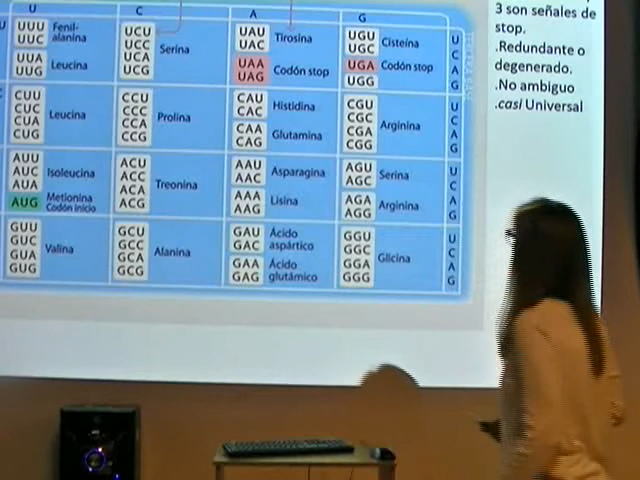 U C A G
UUU
UUC
Fenil-
alanina
UUA
UUG
Leucina
UCU
UCC
UCA
UCG
Serina
UAU
UAC
Tirosina
UAA
UAG
Codón stop
UGU
UGC
Cisteína
UGA
Codón stop
UGG
U
C
A
G
CUU
CUC
CUA
CUG
Leucina
CCU
CCC
CCA
CCG
Prolina
CAU
CAC
Histidina
CAA
CAG
Glutamina
CGU
CGC
CGA
CGG
Arginina
U
C
A
G
AUU
AUC
AUA
Isoleucina
AUG
Metionina
Codón inicio
ACU
ACC
ACA
ACG
Treonina
AAU
AAC
Asparagina
AAA
AAG
Lisina
AGU
AGC
Serina
AGA
AGG
Arginina
U
C
A
G
GUU
GUC
GUA
GUG
Valina
GCU
GCC
GCA
GCG
Alanina
GAU
GAC
Ácido
aspártico
GAA
GAG
Ácido
glutámico
GGU
GGC
GGA
GGG
Glicina
U
C
A
G
3 son señales de
stop.
.Redundante o
degenerado.
.No ambiguo
.casi Universal